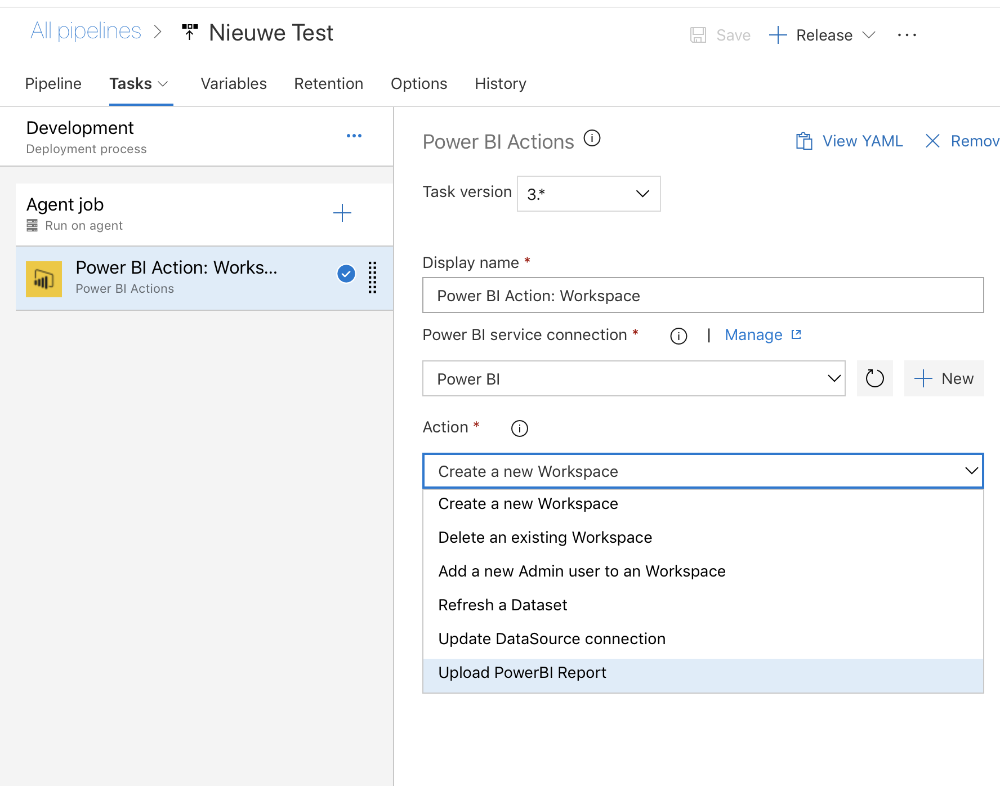 All pipelines > Nieuwe Test
Save + Release ...
Pipeline Tasks Variables Retention Options History
Development
Deployment process
Agent job
Run on agent
Power BI Action: Works...
Power BI Actions
Power BI Actions
View YAML Remov
Task version 3.*
Display name *
Power BI Action: Workspace
Power BI service connection * | Manage
Power BI
New
Action *
Create a new Workspace
Create a new Workspace
Delete an existing Workspace
Add a new Admin user to an Workspace
Refresh a Dataset
Update DataSource connection
Upload PowerBI Report